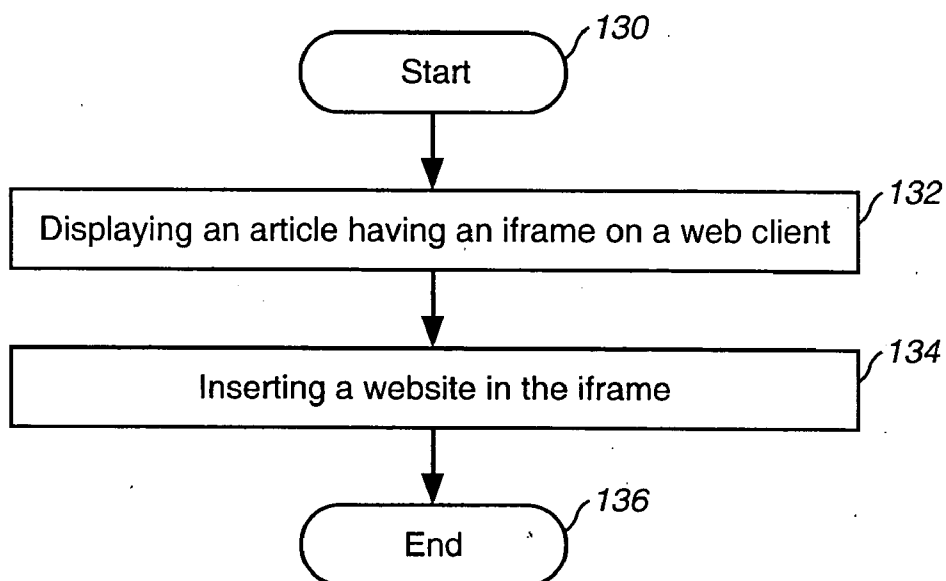 130
Start
132
Displaying an article having an iframe on a web client
134
Inserting a website in the iframe
136
End